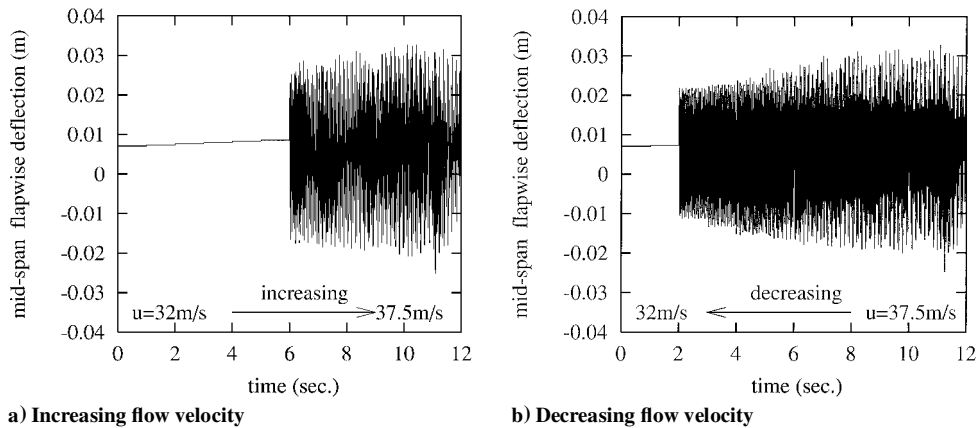 mid-span flapwise deflection (m)
0.04
0.03
0.02
0.01
0
-0.01
-0.02
-0.03
-0.04
increasing
u=32m/s
37.5m/s
0 2 4 6 8 10 12
time (sec.)
a) Increasing flow velocity
mid-span flapwise deflection (m)
0.04
0.03
0.02
0.01
0
-0.01
-0.02
-0.03
-0.04
decreasing
32m/s
u=37.5m/s
0 2 4 6 8 10 12
time (sec.)
b) Decreasing flow velocity